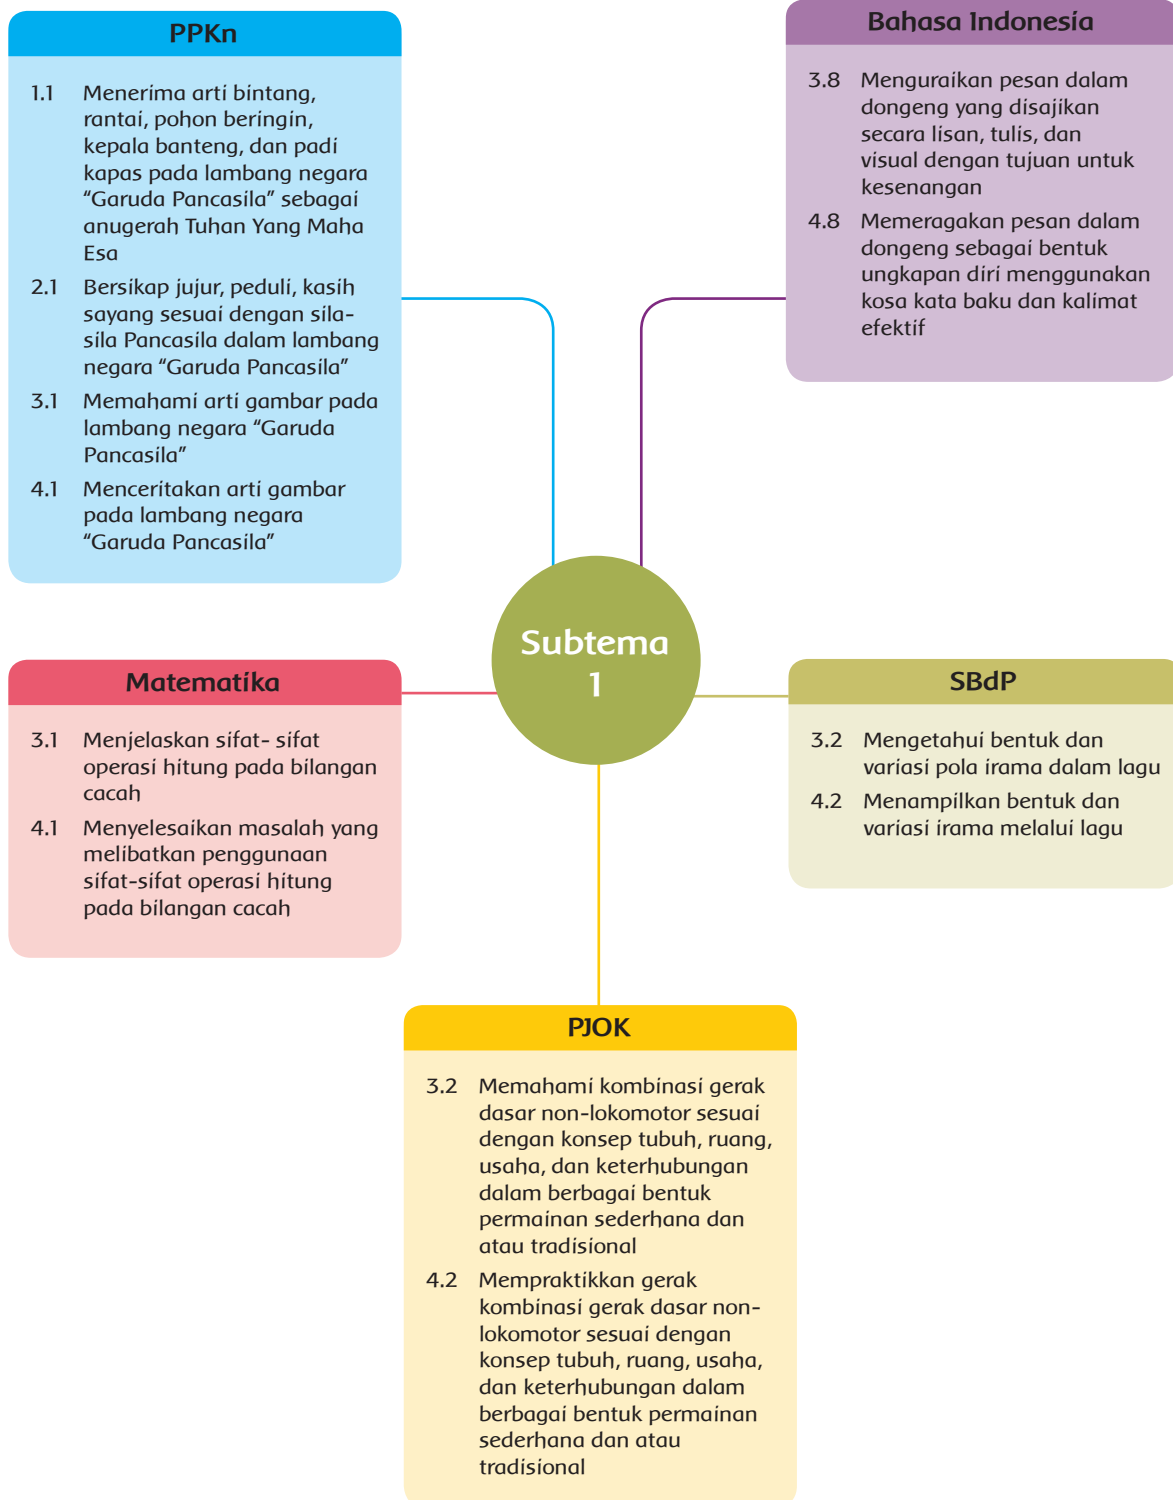 PPKn
1.1 Menerima arti bintang,
rantai, pohon beringin,
kepala banteng, dan padi
kapas pada lambang negara
“Garuda Pancasila” sebagai
anugerah Tuhan Yang Maha
Esa
2.1 Bersikap jujur, peduli, kasih
sayang sesuai dengan sila-
sila Pancasila dalam lambang
negara “Garuda Pancasila”
3.1 Memahami arti gambar pada
lambang negara “Garuda
Pancasila”
4.1 Menceritakan arti gambar
pada lambang negara
“Garuda Pancasila”
Bahasa Indonesia
3.8 Menguraikan pesan dalam
dongeng yang disajikan
secara lisan, tulis, dan
visual dengan tujuan untuk
kesenangan
4.8 Memeragakan pesan dalam
dongeng sebagai bentuk
ungkapan diri menggunakan
kosa kata baku dan kalimat
efektif
Subtema
1
Matematika
3.1 Menjelaskan sifat- sifat
operasi hitung pada bilangan
cacah
4.1 Menyelesaikan masalah yang
melibatkan penggunaan
sifat-sifat operasi hitung
pada bilangan cacah
SBdP
3.2 Mengetahui bentuk dan
variasi pola irama dalam lagu
4.2 Menampilkan bentuk dan
variasi irama melalui lagu
PJOK
3.2 Memahami kombinasi gerak
dasar non-lokomotor sesuai
dengan konsep tubuh, ruang,
usaha, dan keterhubungan
dalam berbagai bentuk
permainan sederhana dan
atau tradisional
4.2 Mempraktikkan gerak
kombinasi gerak dasar non-
lokomotor sesuai dengan
konsep tubuh, ruang, usaha,
dan keterhubungan dalam
berbagai bentuk permainan
sederhana dan atau
tradisional